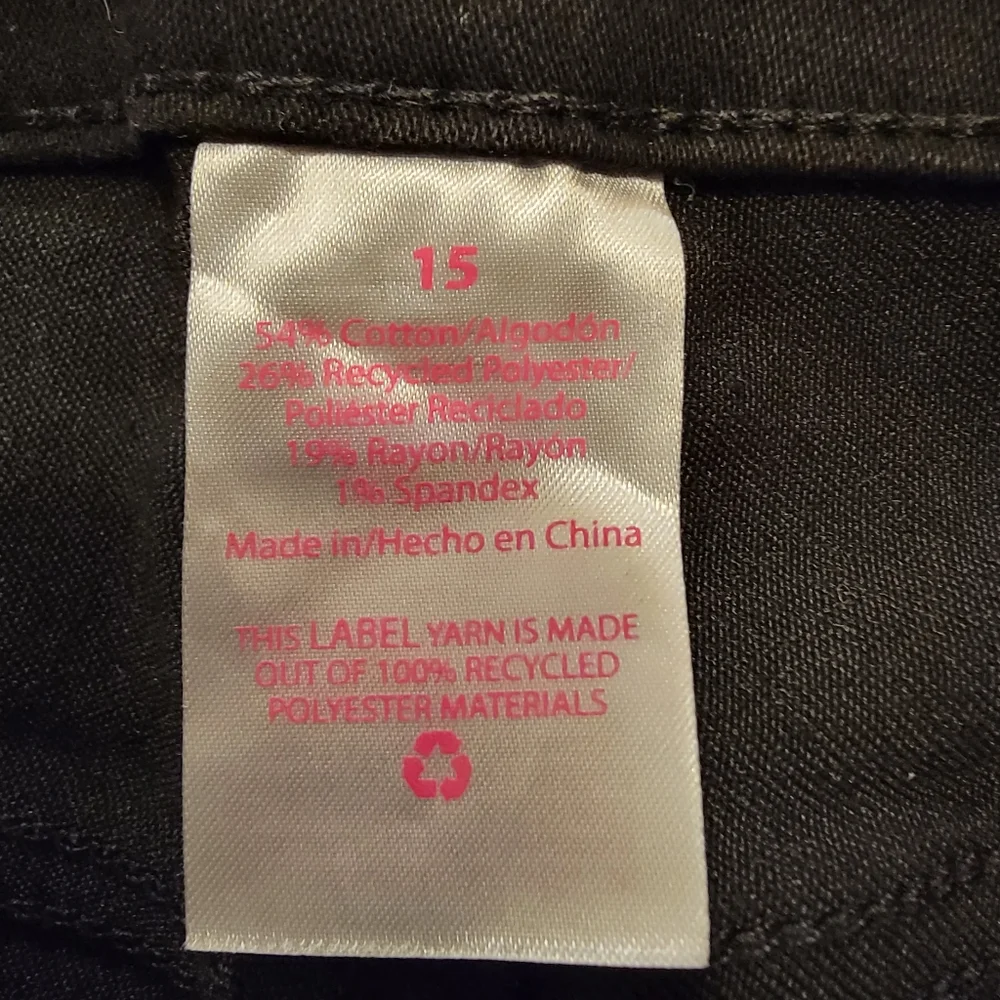 15
54% Cotton/Algodón
26% Recycled Polyester/
Poliéster Reciclado
19% Rayon/Rayón
1% Spandex
Made in/Hecho en China
THIS LABEL YARN IS MADE
OUT OF 100% RECYCLED
POLYESTER MATERIALS